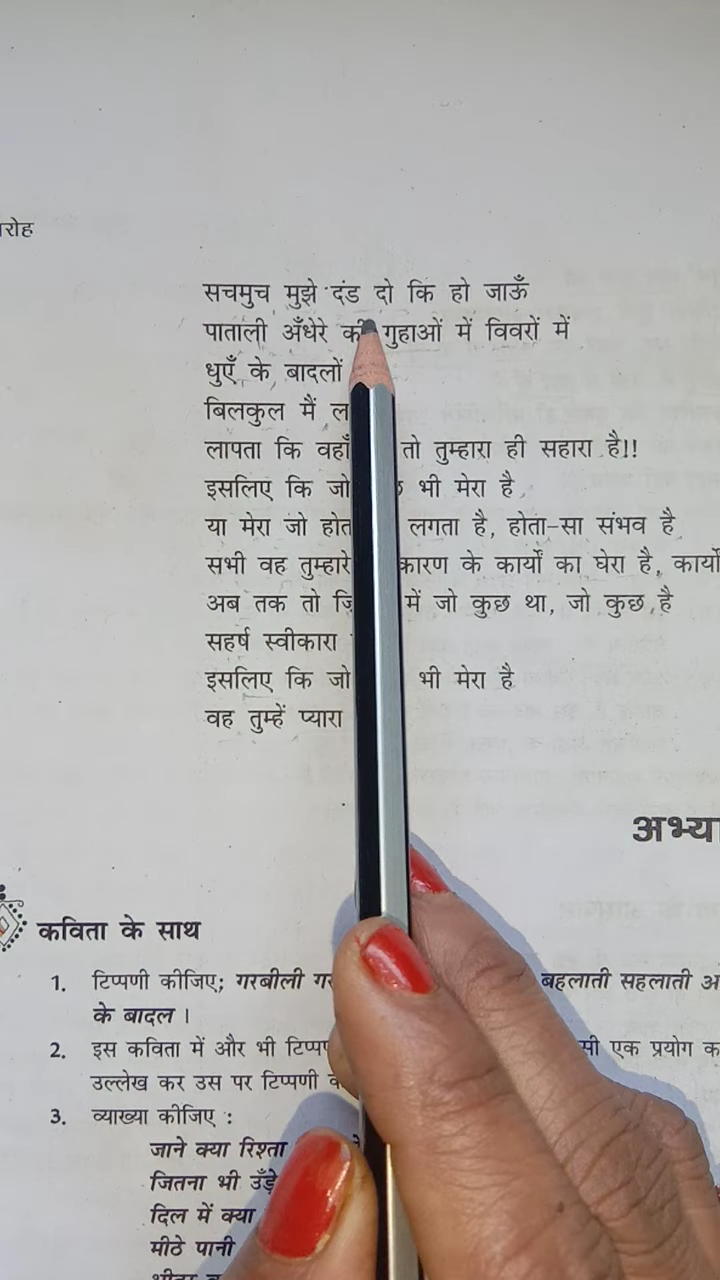 रोह
सचमुच मुझे दंड दो कि हो जाऊँ
पाताली अँधेरे की गुहाओं में विवरों में
धुएँ के बादलों
बिलकुल मैं
लापता कि वहाँ तो तुम्हारा ही सहारा है!!
इसलिए कि जो भी मेरा है
या मेरा जो लगता है, होता-सा संभव है
सभी वह तुम्हारे कारण के कार्यों का घेरा है,
अब तक तो में जो कुछ था, जो कुछ है
सहर्ष स्वीकारा
इसलिए कि जो भी मेरा है
वह तुम्हें प्यारा
कविता के साथ
1. टिप्पणी कीजिए; गरबीली बहलाती सहलाती
के बादल ।
2. इस कविता में और भी एक प्रयोग
उल्लेख कर उस पर टिप्पणी
3. व्याख्या कीजिए :
जाने क्या रिश्ता
जितना भी
दिल में क्या
मीठे पानी